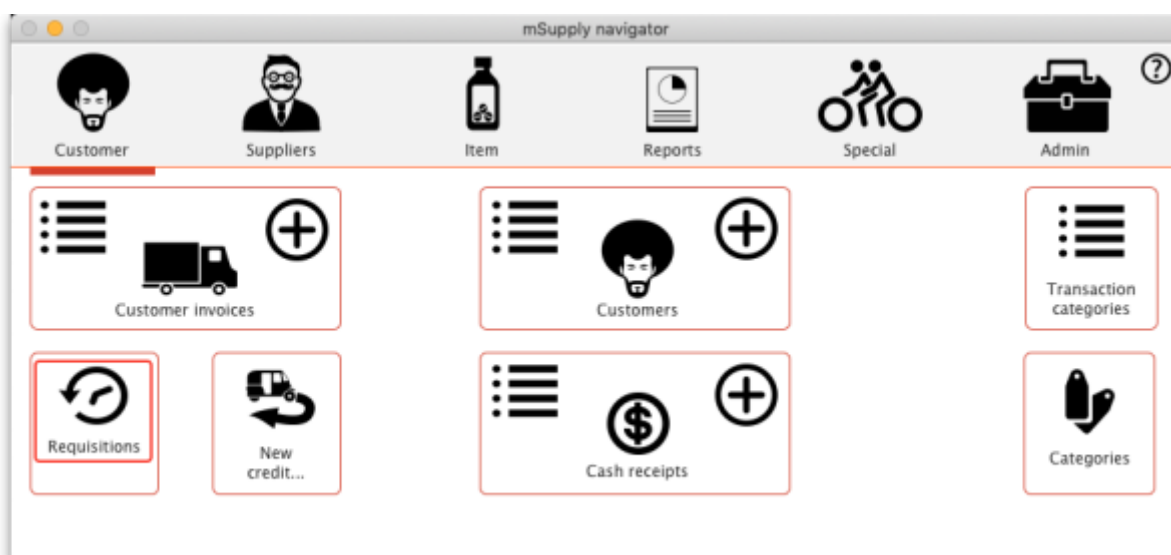 mSupply navigator
?
Customer
Suppliers
Item
Reports
Special
Admin
Customer invoices
Customers
Transaction
categories
Requisitions
New
credit...
$
Cash receipts
Categories